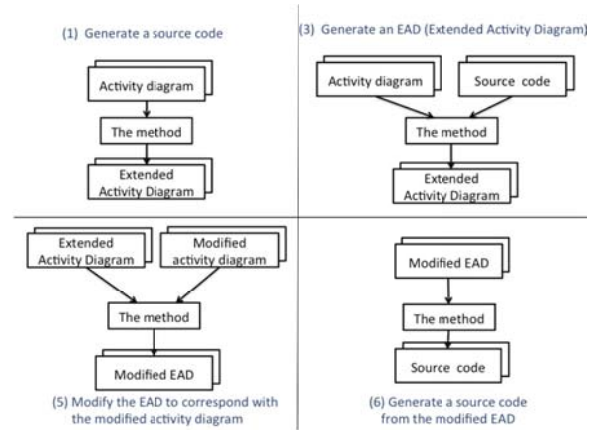 (1) Generate a source code
Activity diagram
The method
Extended
Activity Diagram
(3) Generate an EAD (Extended Activity Diagram)
Activity diagram
Source code
The method
Extended
Activity Diagram
Extended
Activity Diagram
Modified
activity diagram
The method
Modified EAD
(5) Modify the EAD to correspond with
the modified activity diagram
Modified EAD
The method
Source code
(6) Generate a source code
from the modified EAD